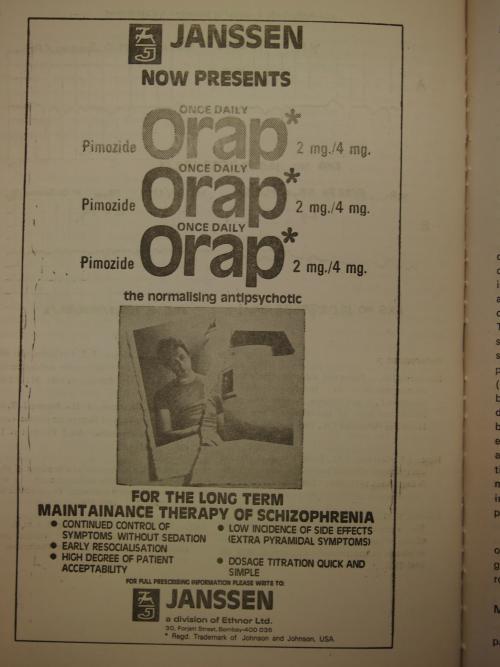 JANSSEN
NOW PRESENTS
ONCE DAILY
Pimozide Orap* 2 mg./4 mg.
ONCE DAILY
Pimozide Orap* 2 mg./4 mg.
ONCE DAILY
Pimozide Orap* 2 mg./4 mg.
the normalising antipsychotic
FOR THE LONG TERM
MAINTAINANCE THERAPY OF SCHIZOPHRENIA
● CONTINUED CONTROL OF
SYMPTOMS WITHOUT SEDATION
● EARLY RESOCIALISATION
● HIGH DEGREE OF PATIENT
ACCEPTABILITY
● LOW INCIDENCE OF SIDE EFFECTS
(EXTRA PYRAMIDAL SYMPTOMS)
● DOSAGE TITRATION QUICK AND
SIMPLE
FOR FULL PRESCRIBING INFORMATION PLEASE WRITE TO:
JANSSEN
a division of Ethnor Ltd.
30, Forjett Street, Bombay-400 036
* Regd. Trademark of Johnson and Johnson, USA